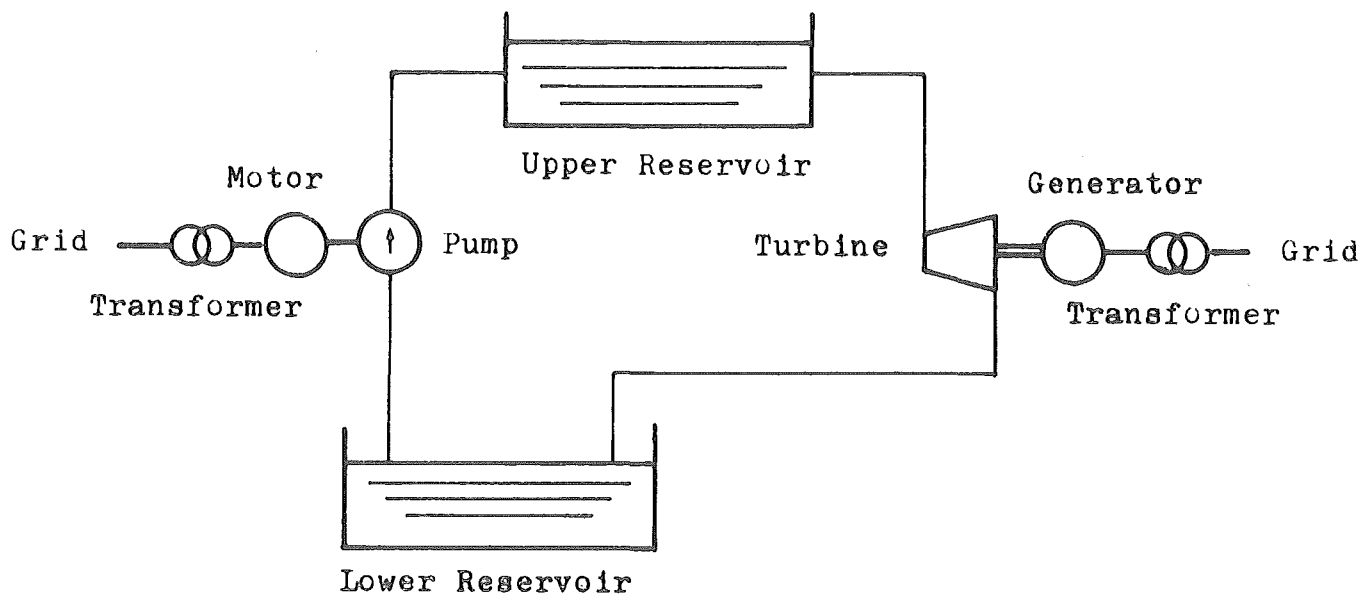 Upper Reservoir
Motor
Generator
Grid
Pump
Turbine
Grid
Transformer
Transformer
Lower Reservoir